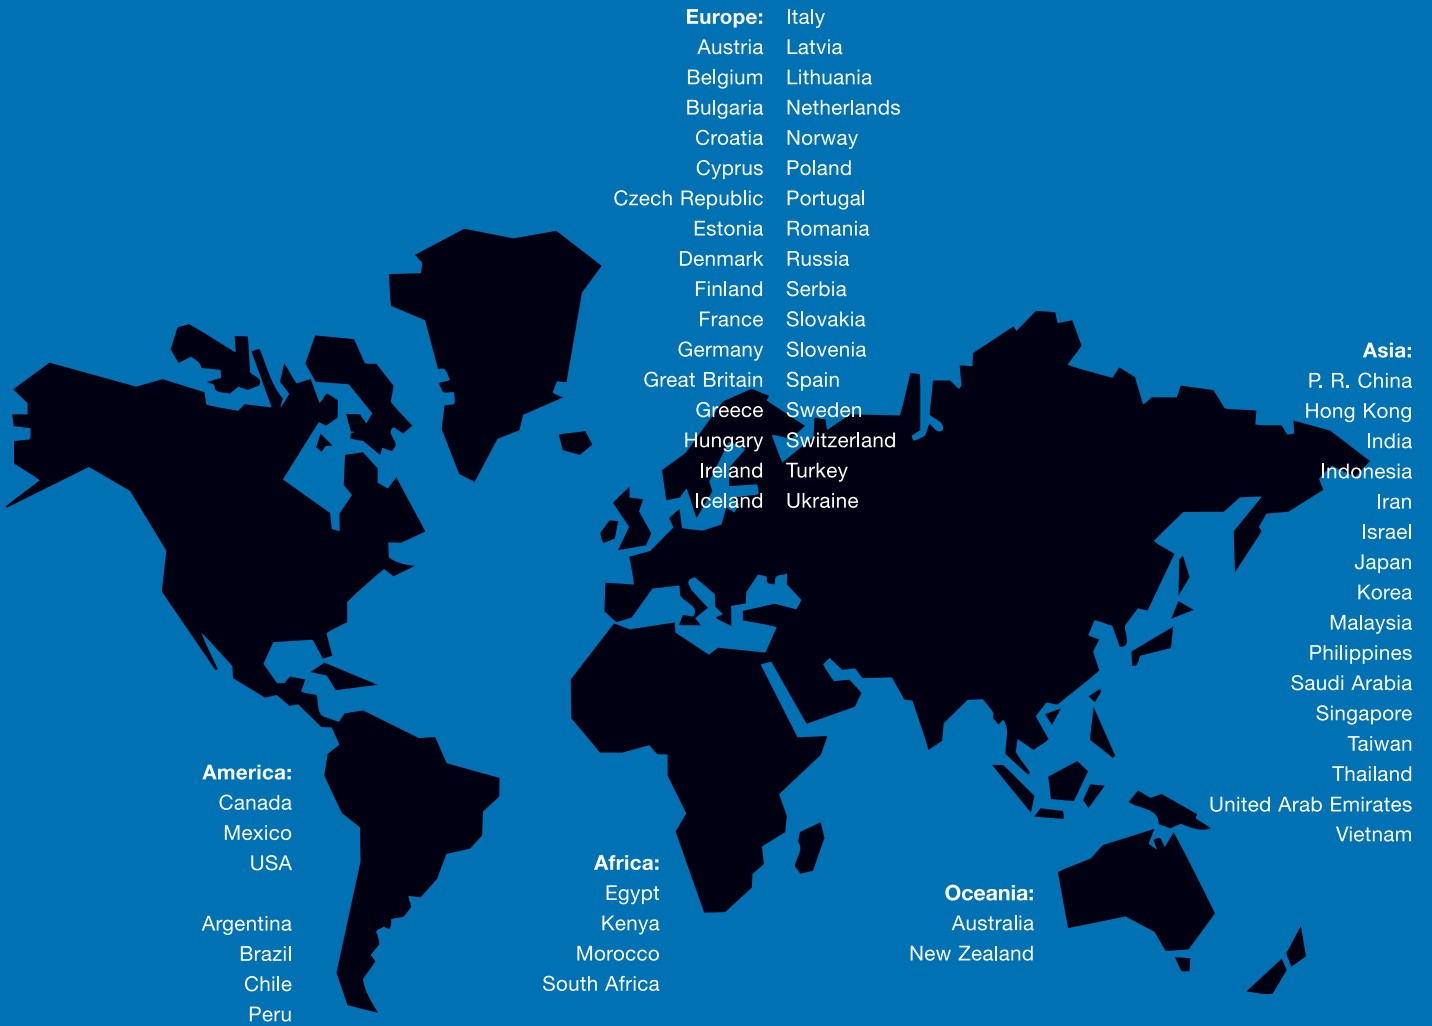 Europe:
Austria
Belgium
Bulgaria
Croatia
Cyprus
Czech Republic
Estonia
Denmark
Finland
France
Germany
Great Britain
Greece
Hungary
Ireland
Iceland
Italy
Latvia
Lithuania
Netherlands
Norway
Poland
Portugal
Romania
Russia
Serbia
Slovakia
Slovenia
Spain
Sweden
Switzerland
Turkey
Ukraine
Asia:
P. R. China
Hong Kong
India
Indonesia
Iran
Israel
Japan
Korea
Malaysia
Philippines
Saudi Arabia
Singapore
Taiwan
Thailand
United Arab Emirates
Vietnam
America:
Canada
Mexico
USA
Argentina
Brazil
Chile
Peru
Africa:
Egypt
Kenya
Morocco
South Africa
Oceania:
Australia
New Zealand